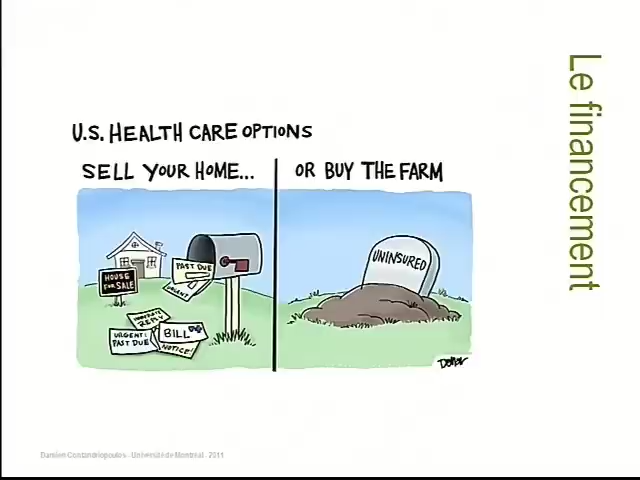 Le financement
U.S. HEALTH CARE OPTIONS
SELL YOUR HOME...
OR BUY THE FARM
HOUSE
FOR SALE
PAST DUE
URGENT
IMMEDIATE
REPLY
URGENT:
PAST DUE
BILL
NOTICE!
UNINSURED
Damien Contandriopoulos - Université de Montréal - 2011